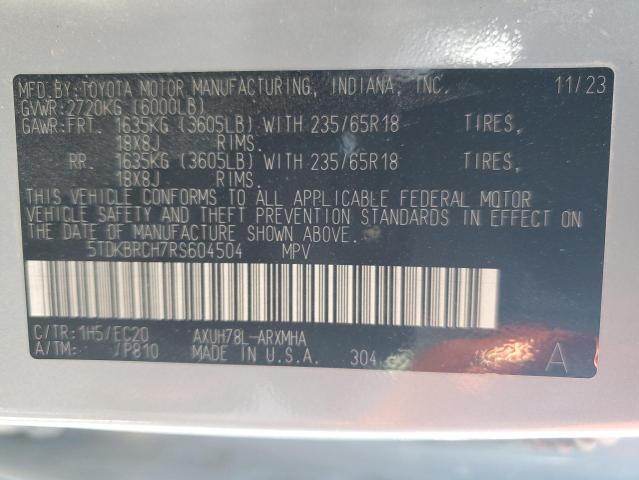 MFD.BY:TOYOTA MOTOR MANUFACTURING, INDIANA, INC. 11/23
GVWR:2720KG (6000LB)
GAWR:FRT. 1635KG (3605LB) WITH 235/65R18 TIRES,
18X8J RIMS.
RR. 1635KG (3605LB) WITH 235/65R18 TIRES,
18X8J RIMS.
THIS VEHICLE CONFORMS TO ALL APPLICABLE FEDERAL MOTOR
VEHICLE SAFETY AND THEFT PREVENTION STANDARDS IN EFFECT ON
THE DATE OF MANUFACTURE SHOWN ABOVE.
5TDKBRCH7RS604504 MPV
C/TR: 1H5/EC20 AXUH78L-ARXMHA
A/TM: /P810 MADE IN U.S.A. 304 A